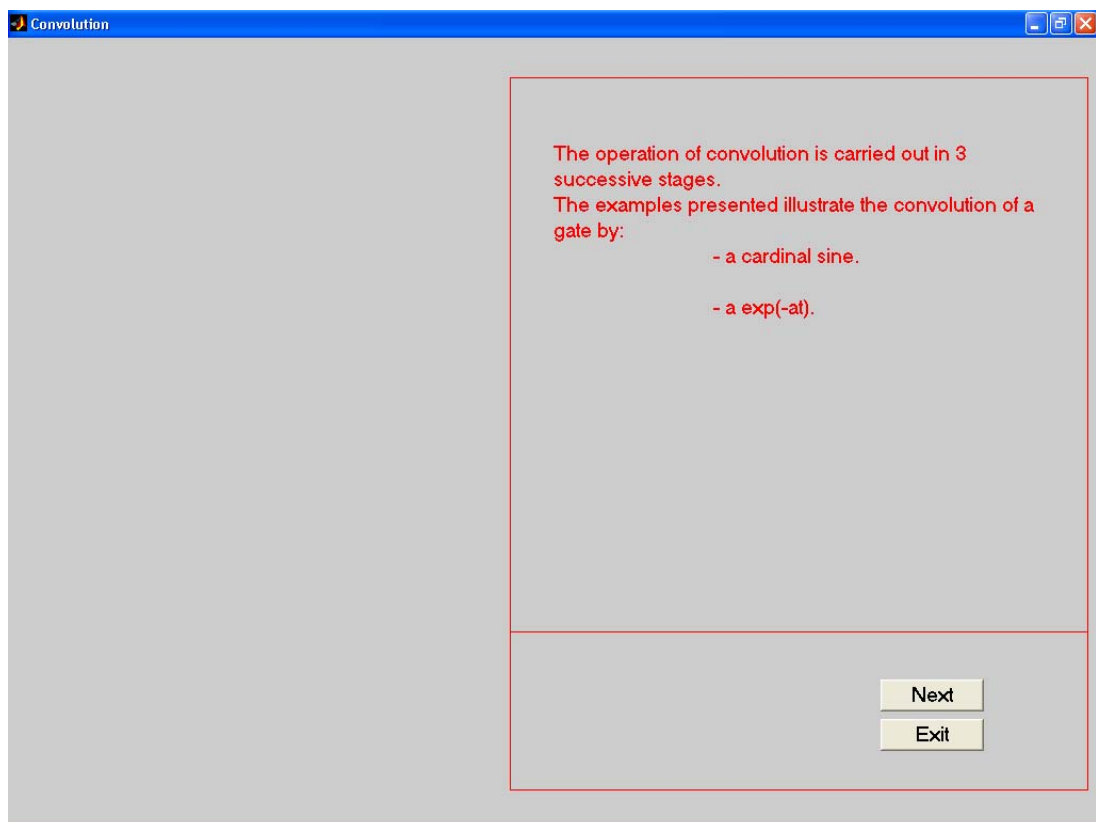 Convolution
The operation of convolution is carried out in 3
successive stages.
The examples presented illustrate the convolution of a
gate by:
- a cardinal sine.
- a exp(-at).
Next
Exit